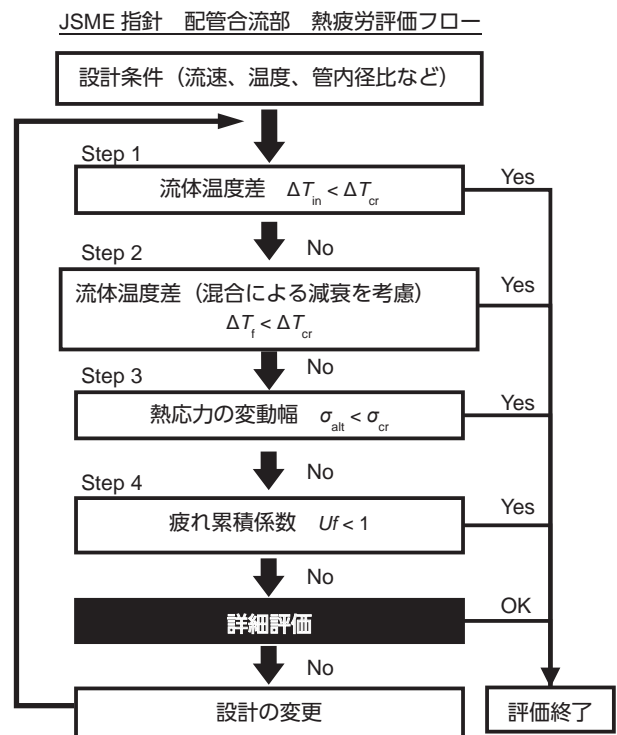 JSME 指針　配管合流部　熱疲労評価フロー
設計条件（流速、温度、管内径比など）
Step 1
流体温度差　ΔTin < ΔTcr
Yes
No
Step 2
流体温度差（混合による減衰を考慮）
ΔTf < ΔTcr
Yes
No
Step 3
熱応力の変動幅　σalt < σcr
Yes
No
Step 4
疲れ累積係数　Uf < 1
Yes
No
詳細評価
OK
No
設計の変更
評価終了